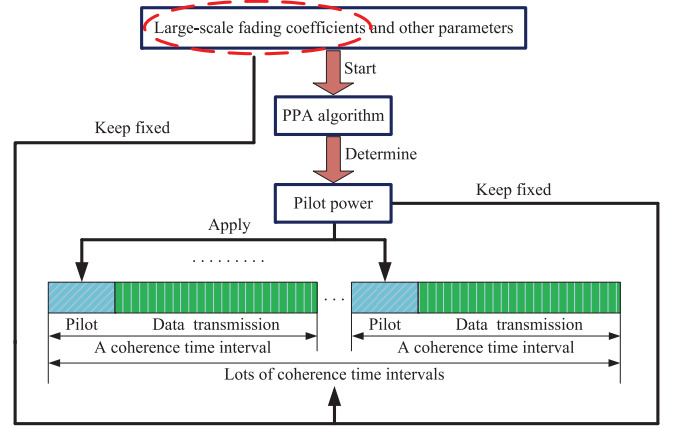 Large-scale fading coefficients and other parameters
Start
PPA algorithm
Keep fixed
Determine
Pilot power
Keep fixed
Apply
. . . . . . . . .
. . .
Pilot Data transmission Pilot Data transmission
A coherence time interval A coherence time interval
Lots of coherence time intervals